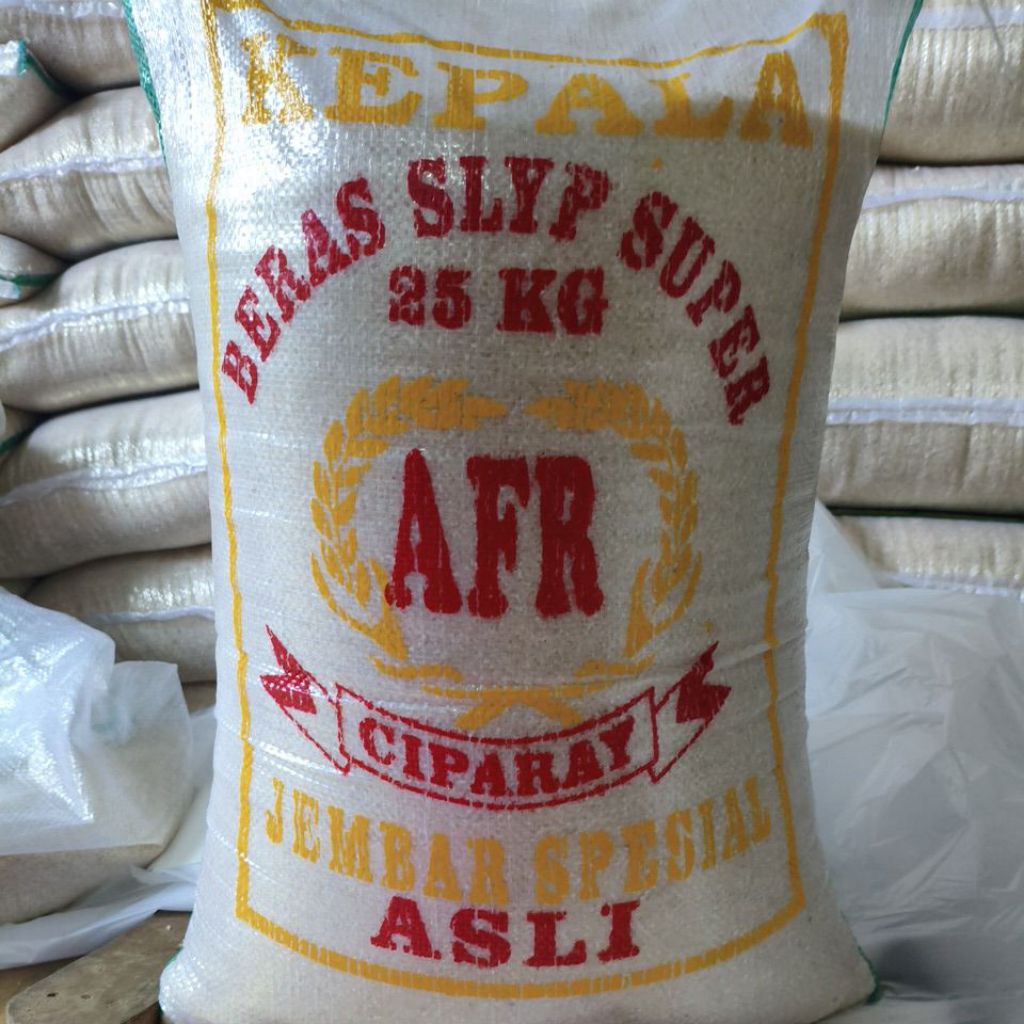 KEPALA
BERAS SLYP SUPER
25 KG
AFR
CIPARAY
JEMBAR SPESIAL
ASLI